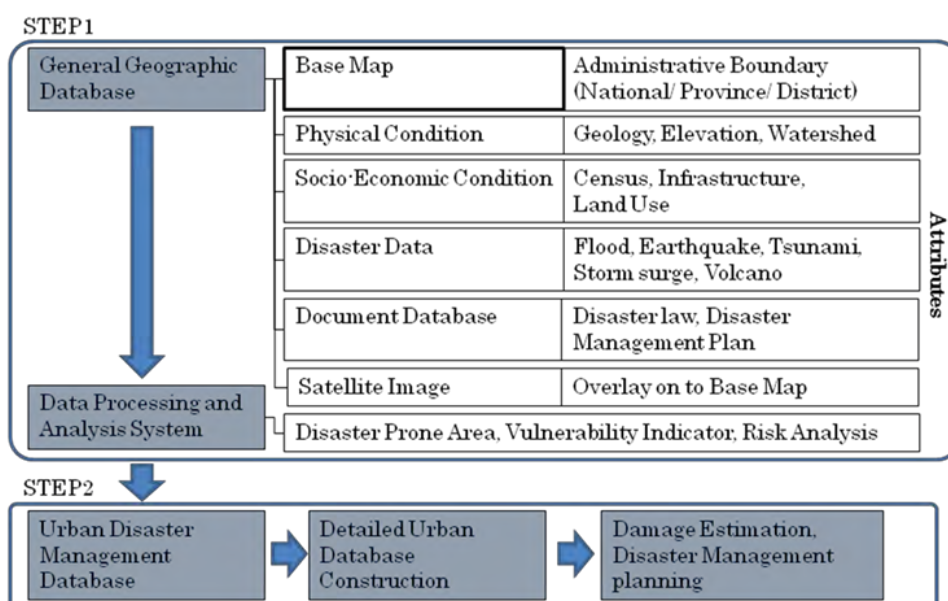 STEP1
General Geographic
Database
Base Map
Administrative Boundary
(National/ Province/ District)
Physical Condition
Geology, Elevation, Watershed
Socio-Economic Condition
Census, Infrastructure,
Land Use
Disaster Data
Flood, Earthquake, Tsunami,
Storm surge, Volcano
Document Database
Disaster law, Disaster
Management Plan
Satellite Image
Overlay on to Base Map
Attributes
Data Processing and
Analysis System
Disaster Prone Area, Vulnerability Indicator, Risk Analysis
STEP2
Urban Disaster
Management
Database
Detailed Urban
Database
Construction
Damage Estimation,
Disaster Management
planning